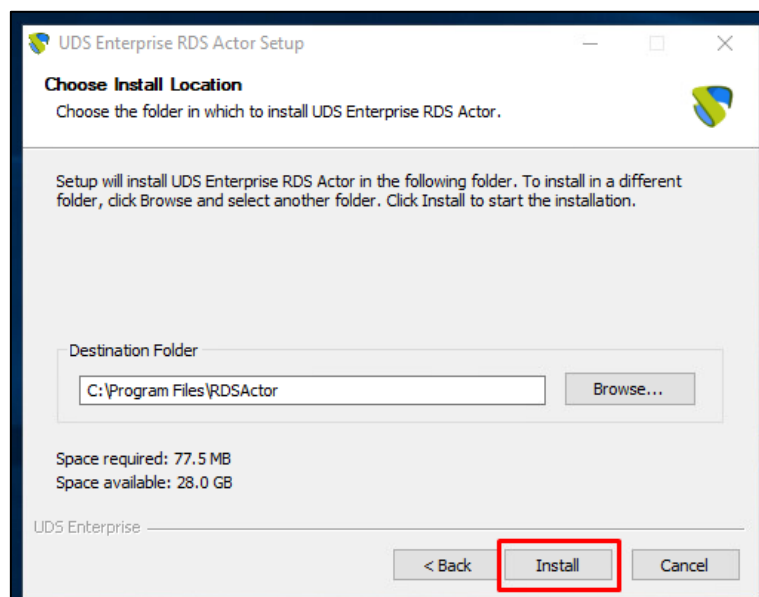 UDS Enterprise RDS Actor Setup
Choose Install Location
Choose the folder in which to install UDS Enterprise RDS Actor.
Setup will install UDS Enterprise RDS Actor in the following folder. To install in a different
folder, click Browse and select another folder. Click Install to start the installation.
Destination Folder
C:\Program Files\RDSActor
Browse...
Space required: 77.5 MB
Space available: 28.0 GB
UDS Enterprise
< Back
Install
Cancel